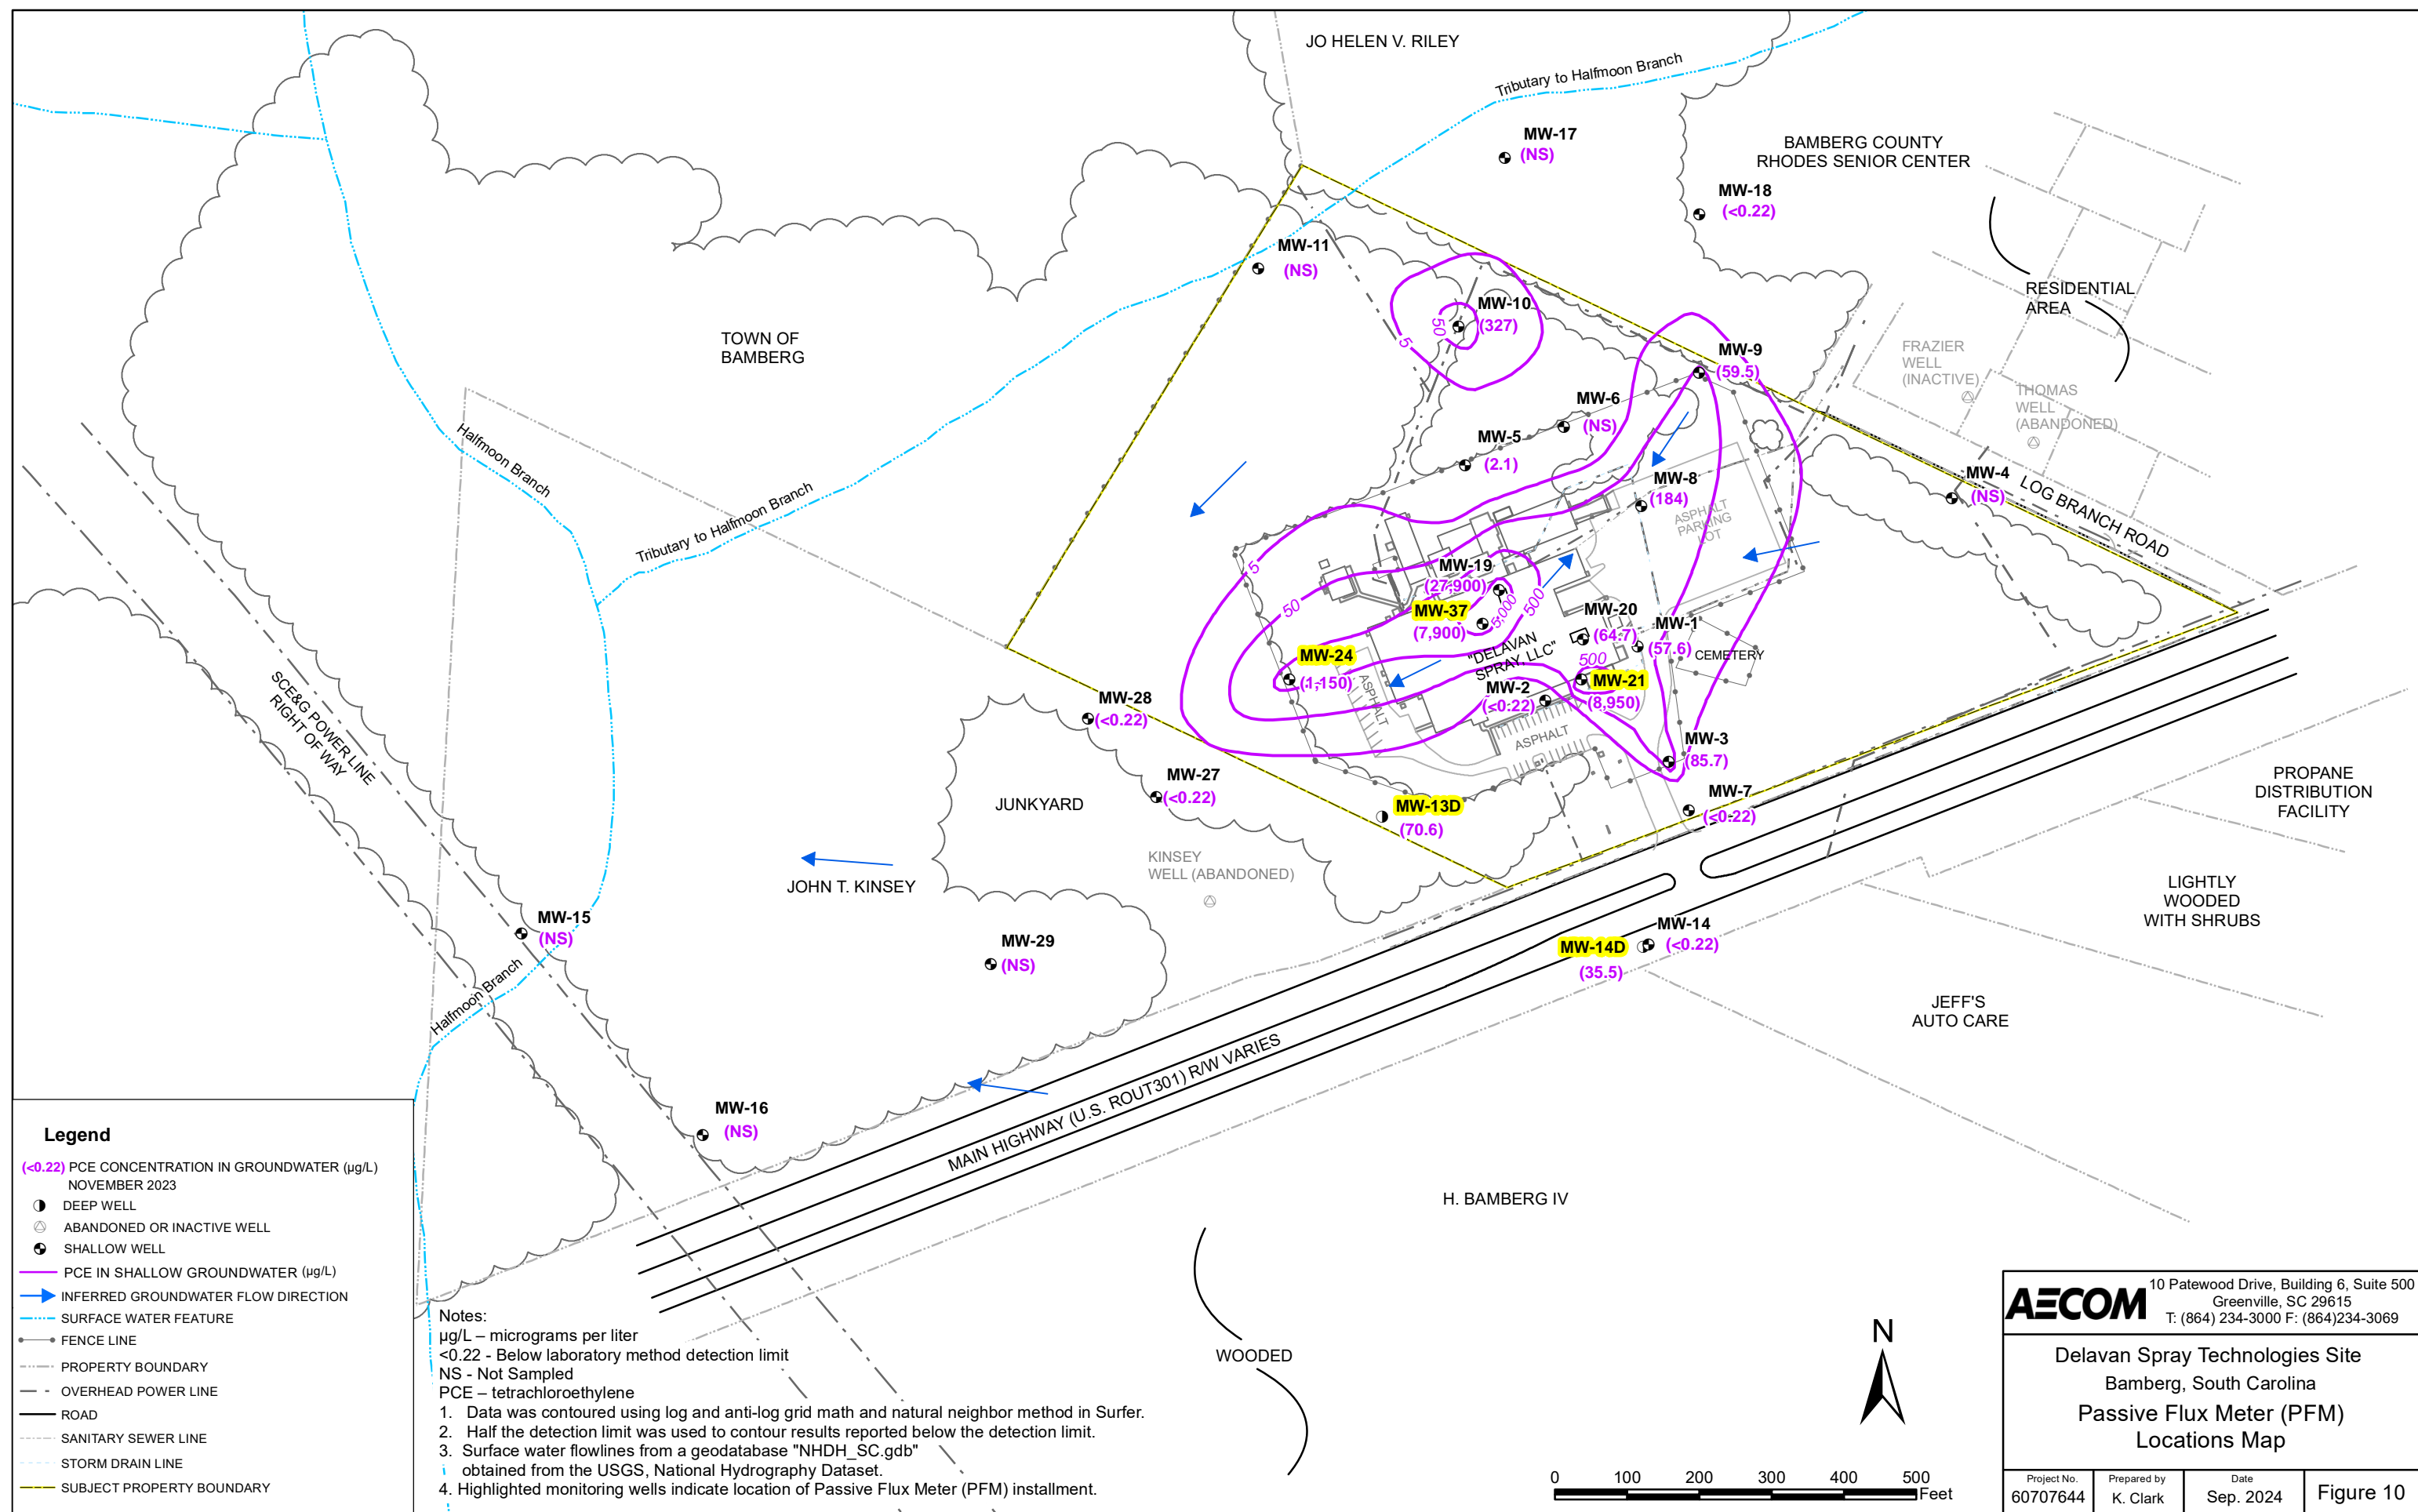 JO HELEN V. RILEY
Tributary to Halfmoon Branch
MW-17
(NS)
BAMBERG COUNTY
RHODES SENIOR CENTER
MW-18
(<0.22)
MW-11
(NS)
RESIDENTIAL
AREA
MW-10
(327)
50
5
TOWN OF
BAMBERG
FRAZIER
WELL
(INACTIVE)
THOMAS
WELL
(ABANDONED)
MW-9
(59.5)
MW-6
(NS)
MW-5
(2.1)
MW-8
(184)
MW-4
(NS)
LOG BRANCH ROAD
ASPHALT
PARKING
LOT
Halfmoon Branch
Tributary to Halfmoon Branch
5
50
MW-19
(27,900)
MW-37
(7,900)
5,000
500
MW-20
(64.7)
MW-1
(57.6)
CEMETERY
"DELAVAN
SPRAY, LLC"
500
MW-24
(1,150)
ASPHALT
MW-21
(8,950)
MW-2
(<0.22)
ASPHALT
MW-3
(85.7)
MW-28
(<0.22)
SCE&G POWER LINE
RIGHT OF WAY
MW-27
(<0.22)
JUNKYARD
MW-13D
(70.6)
MW-7
(<0.22)
PROPANE
DISTRIBUTION
FACILITY
KINSEY
WELL (ABANDONED)
JOHN T. KINSEY
LIGHTLY
WOODED
WITH SHRUBS
MW-15
(NS)
MW-29
(NS)
MW-14
(<0.22)
MW-14D
(35.5)
Halfmoon Branch
JEFF'S
AUTO CARE
MAIN HIGHWAY (U.S. ROUT301) R/W VARIES
MW-16
(NS)
H. BAMBERG IV
WOODED
Legend
(<0.22) PCE CONCENTRATION IN GROUNDWATER (µg/L)
NOVEMBER 2023
DEEP WELL
ABANDONED OR INACTIVE WELL
SHALLOW WELL
PCE IN SHALLOW GROUNDWATER (µg/L)
INFERRED GROUNDWATER FLOW DIRECTION
SURFACE WATER FEATURE
FENCE LINE
PROPERTY BOUNDARY
OVERHEAD POWER LINE
ROAD
SANITARY SEWER LINE
STORM DRAIN LINE
SUBJECT PROPERTY BOUNDARY
Notes:
µg/L – micrograms per liter
<0.22 - Below laboratory method detection limit
NS - Not Sampled
PCE – tetrachloroethylene
1. Data was contoured using log and anti-log grid math and natural neighbor method in Surfer.
2. Half the detection limit was used to contour results reported below the detection limit.
3. Surface water flowlines from a geodatabase "NHDH_SC.gdb"
obtained from the USGS, National Hydrography Dataset.
4. Highlighted monitoring wells indicate location of Passive Flux Meter (PFM) installment.
N
0 100 200 300 400 500
Feet
AECOM
10 Patewood Drive, Building 6, Suite 500
Greenville, SC 29615
T: (864) 234-3000 F: (864)234-3069
Delavan Spray Technologies Site
Bamberg, South Carolina
Passive Flux Meter (PFM)
Locations Map
Project No.
60707644
Prepared by
K. Clark
Date
Sep. 2024
Figure 10